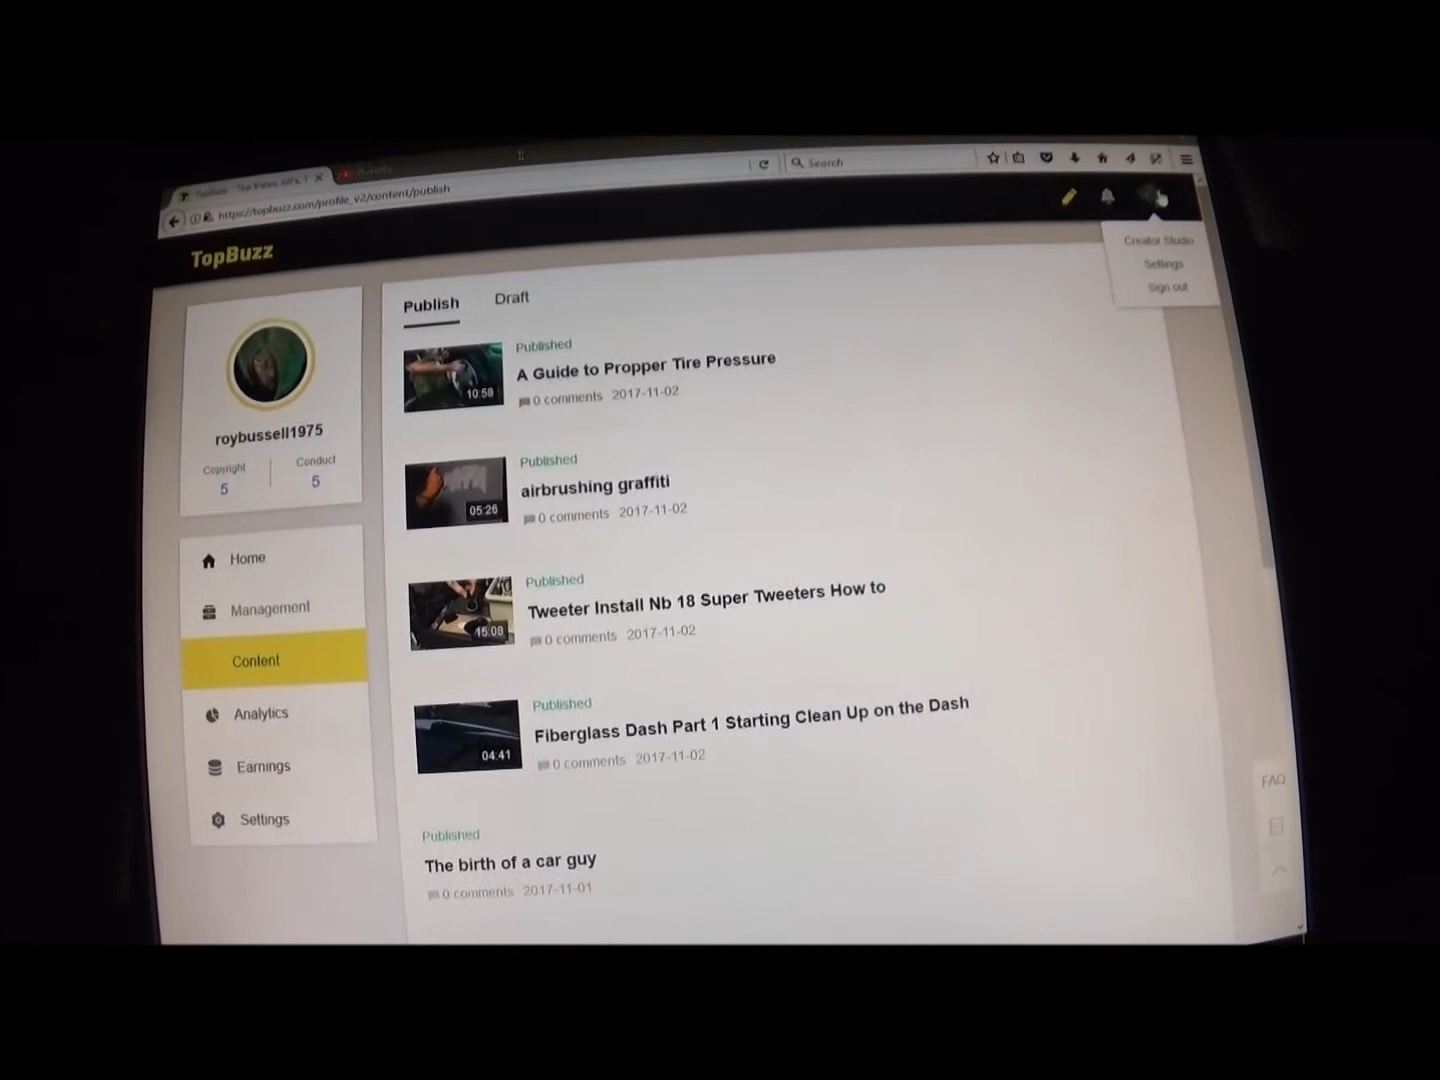 TopBuzz - Top Video, GIFs, T
https://topbuzz.com/profile_v2/content/publish
Search
TopBuzz
Creator Studio
Settings
Sign out
roybussell1975
Copyright
Conduct
5
5
Home
Management
Content
Analytics
Earnings
Settings
Publish
Draft
Published
A Guide to Propper Tire Pressure
0 comments 2017-11-02
10:58
Published
airbrushing graffiti
0 comments 2017-11-02
05:26
Published
Tweeter Install Nb 18 Super Tweeters How to
0 comments 2017-11-02
15:08
Published
Fiberglass Dash Part 1 Starting Clean Up on the Dash
0 comments 2017-11-02
04:41
Published
The birth of a car guy
0 comments 2017-11-01
FAQ